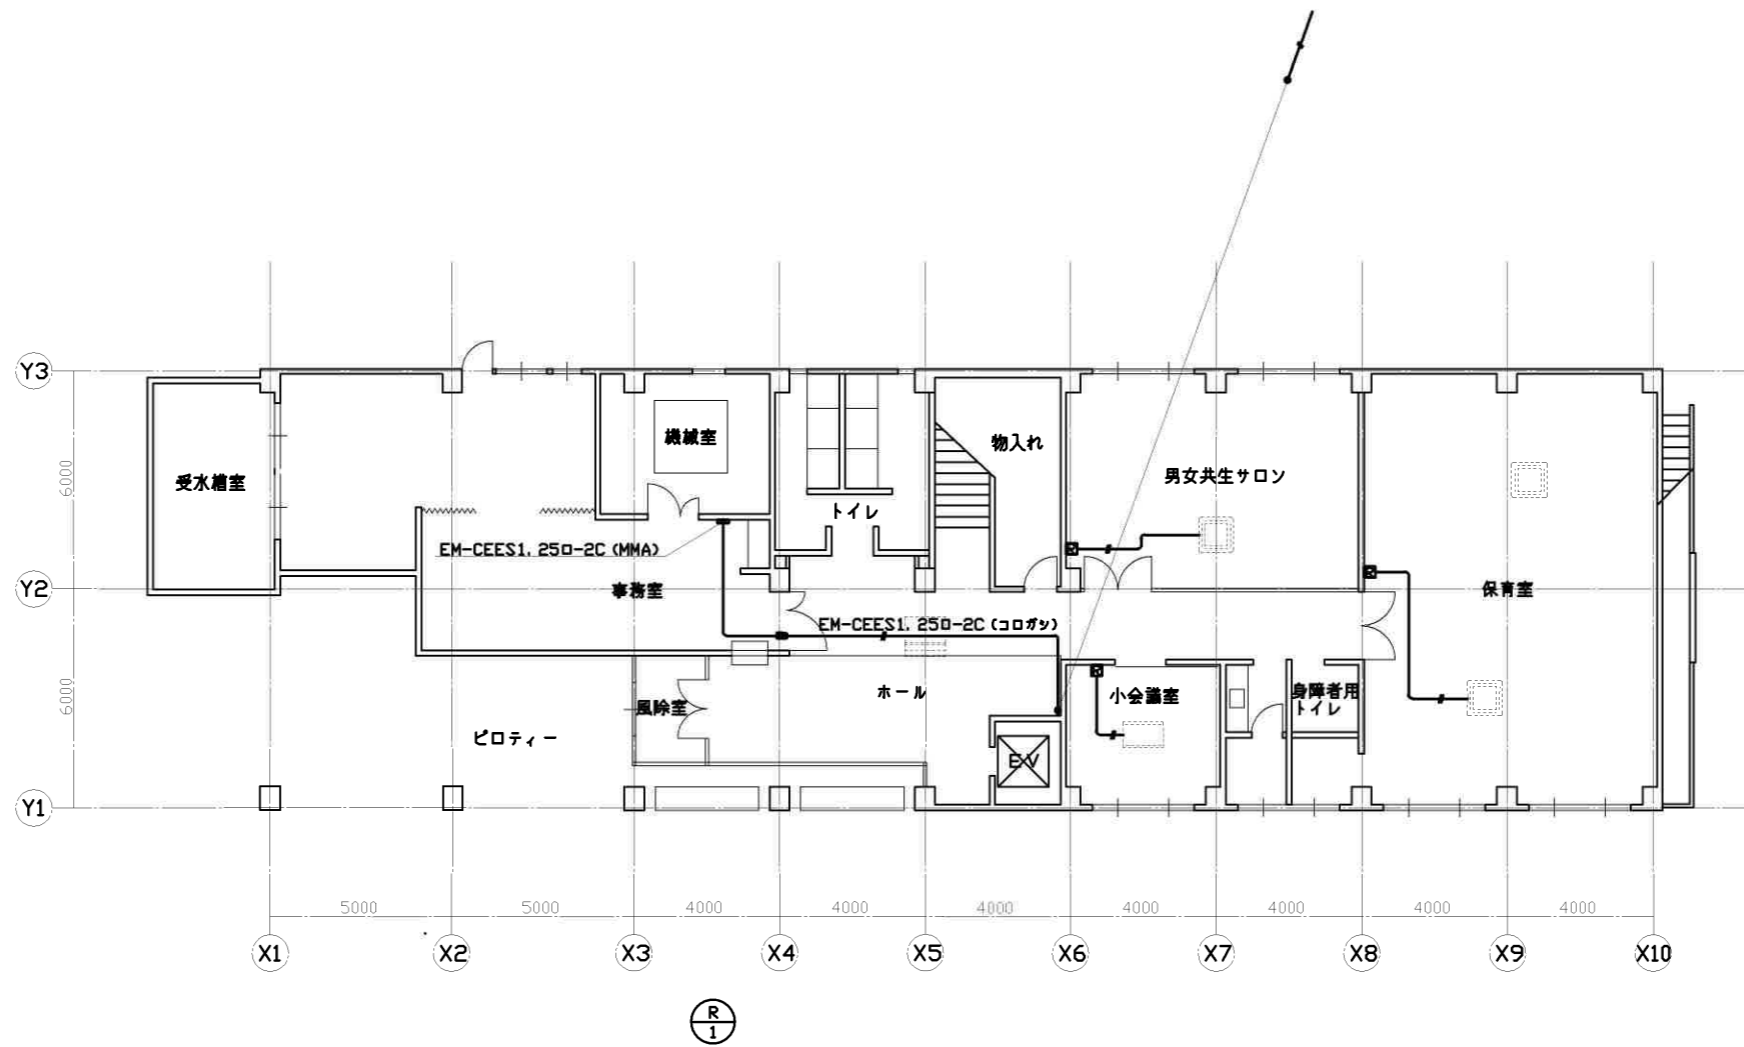 Y3
機械室
物入れ
6000
受水槽室
男女共生サロン
トイレ
EM-CEES1.25□-2C (MMA)
Y2
事務室
保育室
EM-CEES1.25□-2C (コロガシ)
6000
風除室
ホール
小会議室
身障者用
トイレ
ピロティー
EV
Y1
5000
5000
4000
4000
4000
4000
4000
4000
4000
X1
X2
X3
X4
X5
X6
X7
X8
X9
X10
R
1